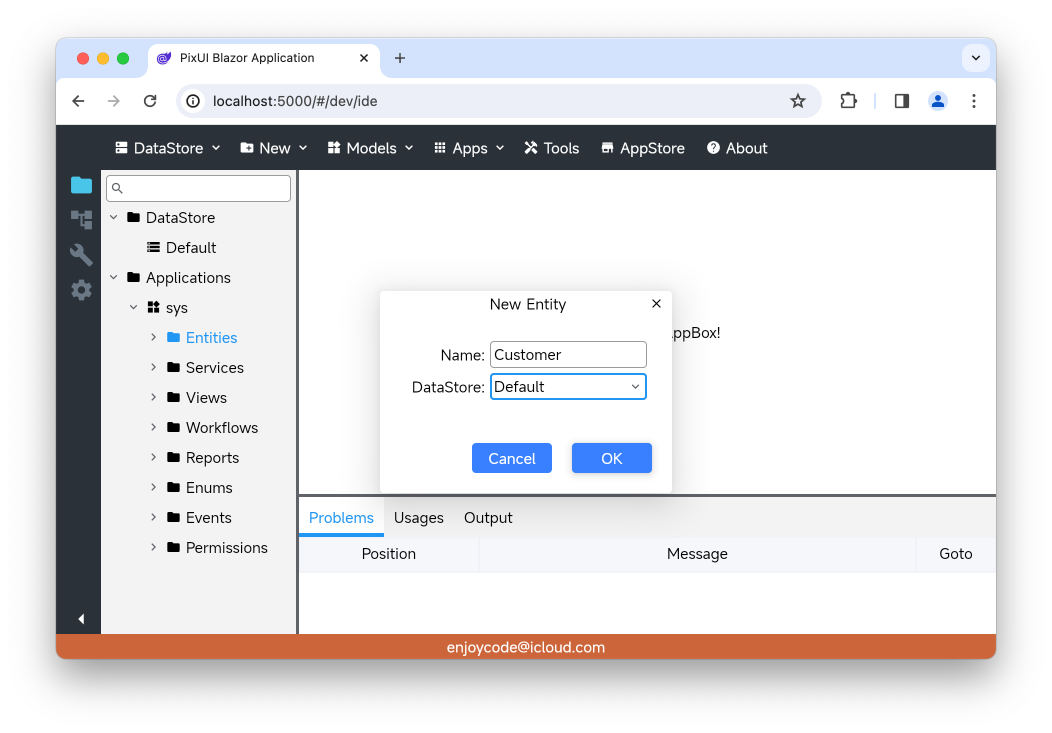 PixUI Blazor Application
localhost:5000/#/dev/ide
DataStore New Models Apps Tools AppStore About
DataStore
Default
Applications
sys
Entities
Services
Views
Workflows
Reports
Enums
Events
Permissions
New Entity
Name: Customer
DataStore: Default
Cancel OK
Problems Usages Output
Position Message Goto
enjoycode@icloud.com